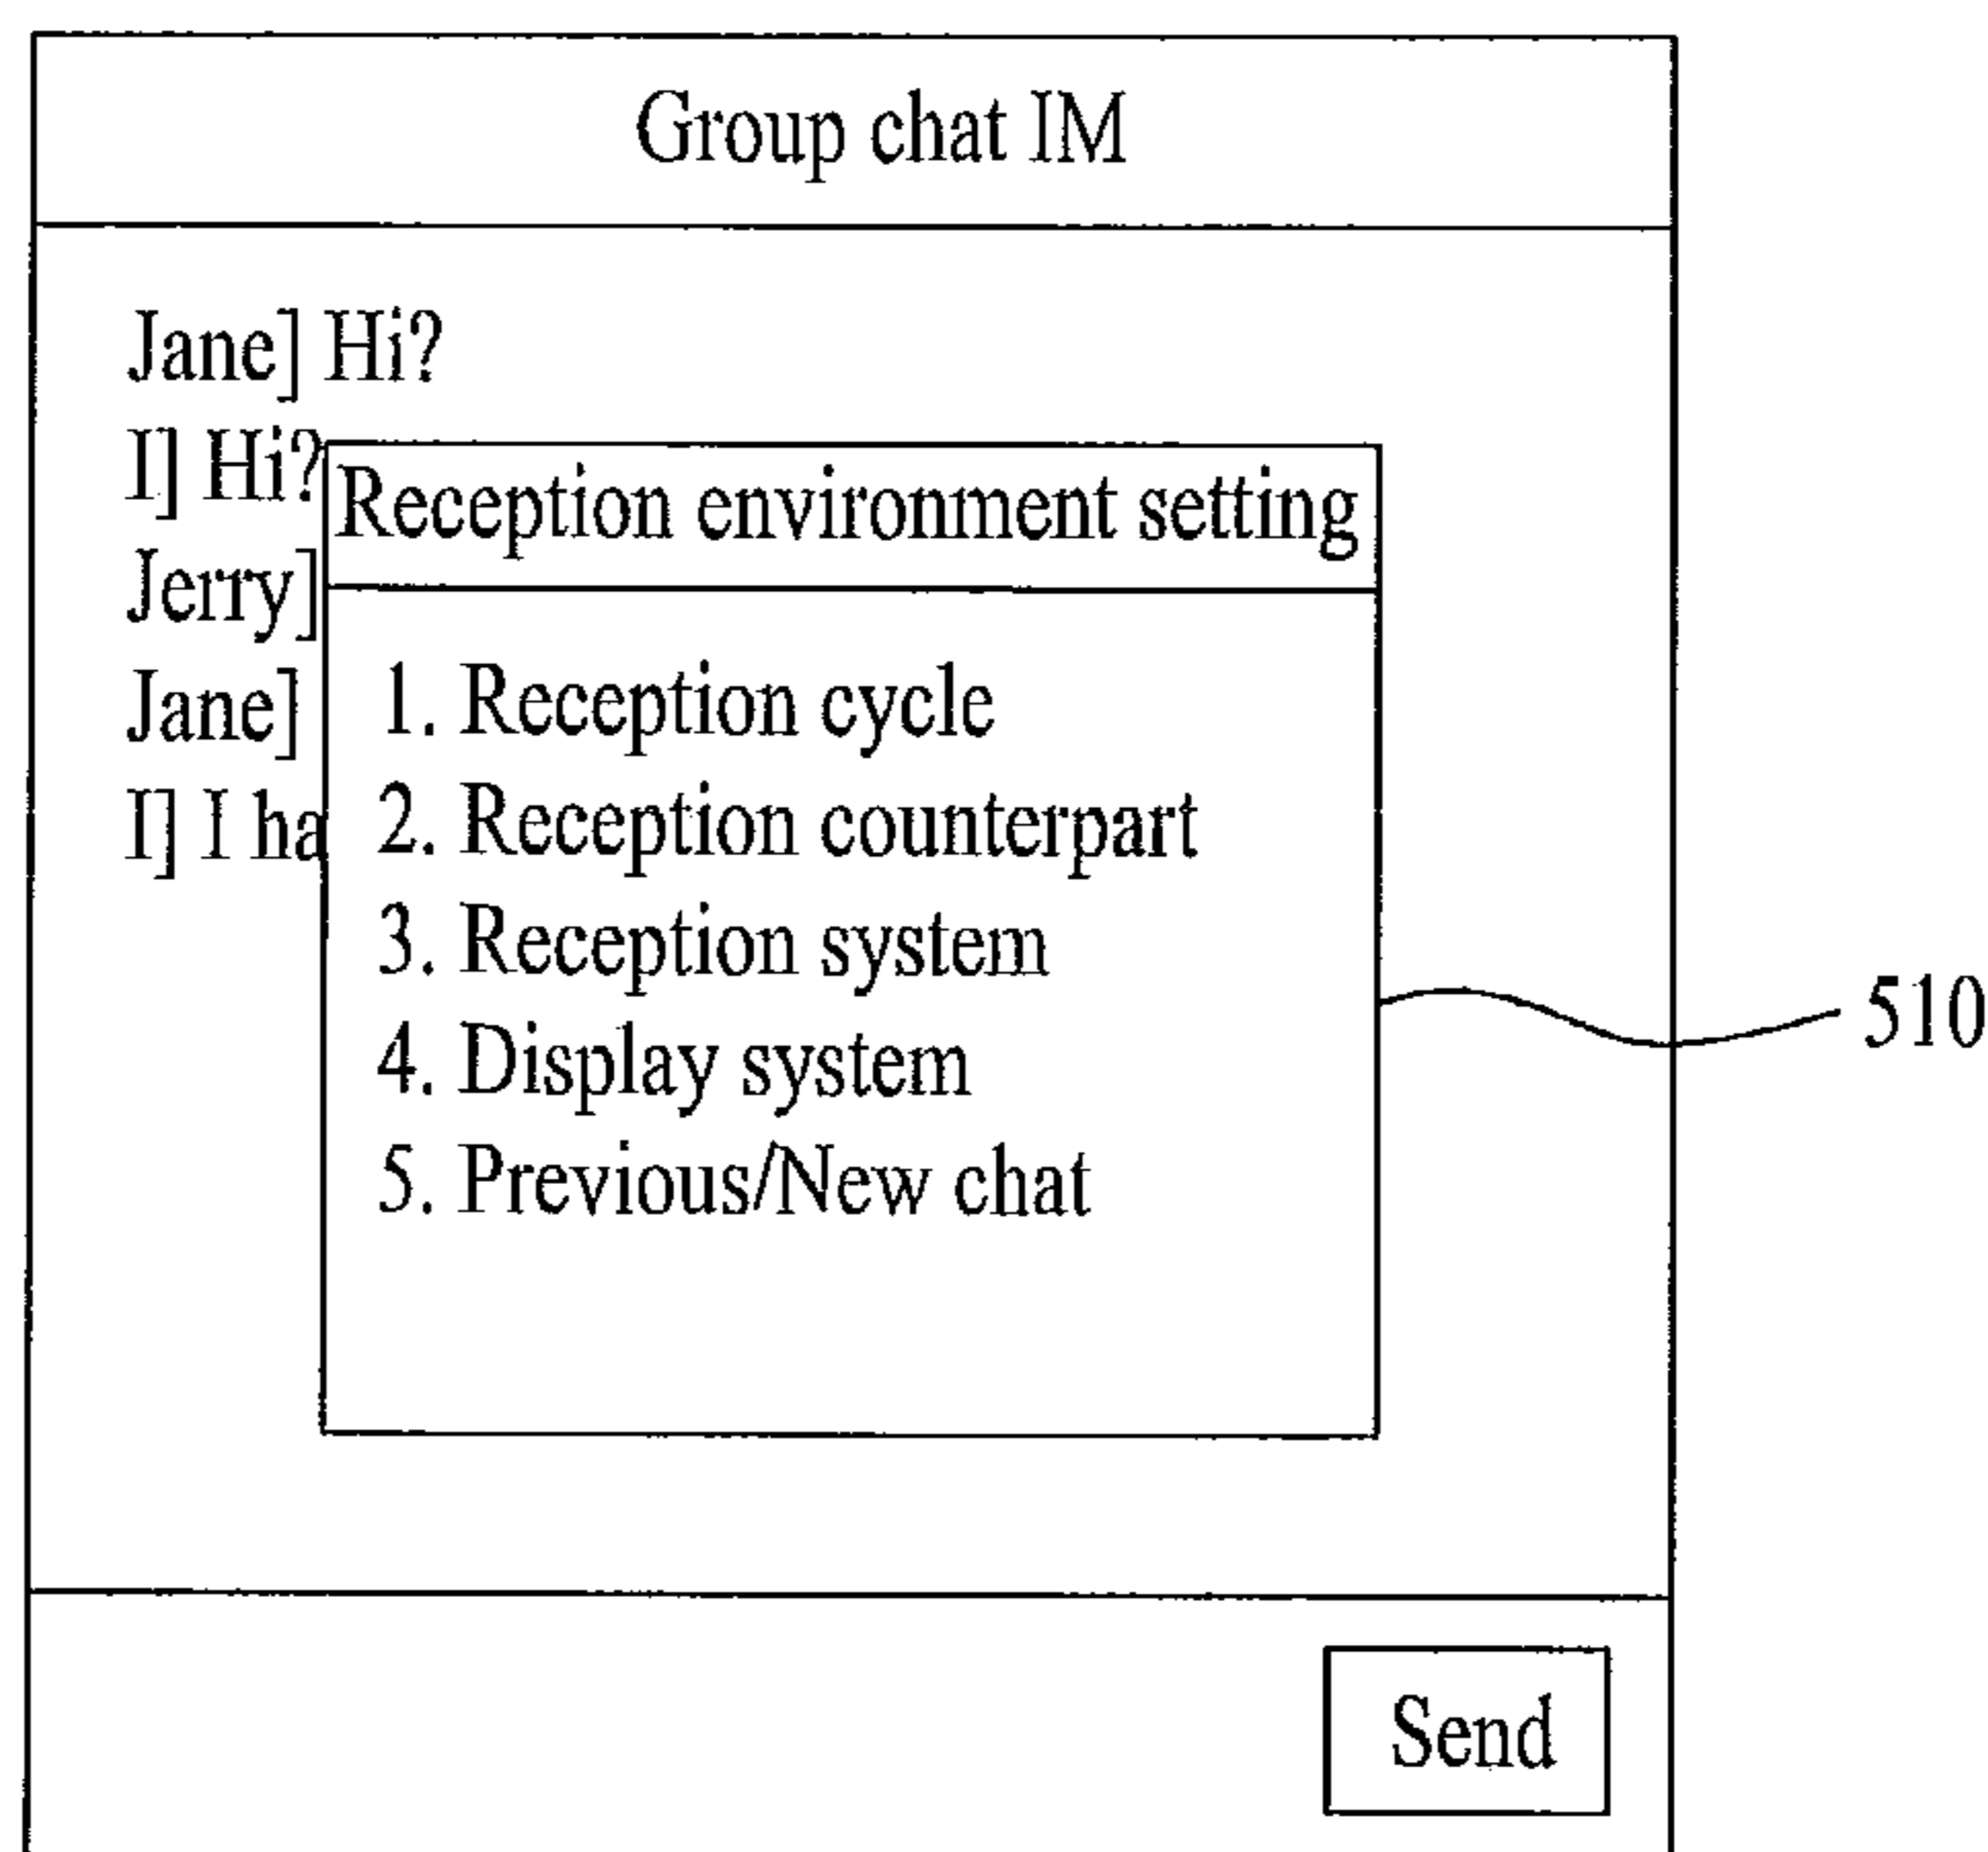 Group chat IM
Jane] Hi?
I] Hi?
Jerry]
Jane]
I] I ha
Reception environment setting
1. Reception cycle
2. Reception counterpart
3. Reception system
4. Display system
5. Previous/New chat
510
Send